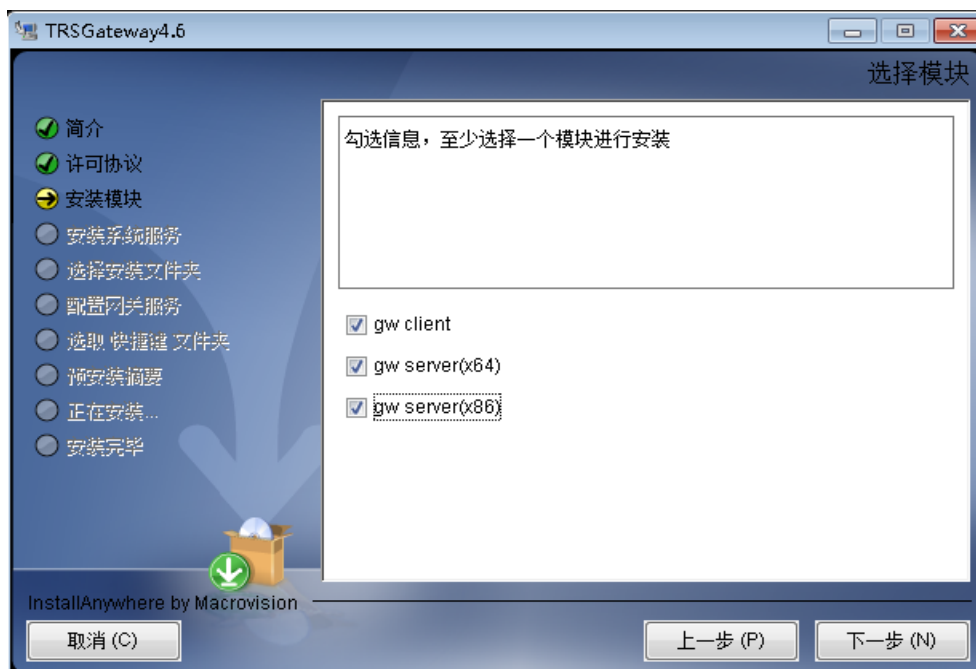 TRSGateway4.6
选择模块
简介
许可协议
安装模块
安装系统服务
选择安装文件夹
配置网关服务
选取 快捷键 文件夹
预安装摘要
正在安装...
安装完毕
勾选信息，至少选择一个模块进行安装
gw client
gw server(x64)
gw server(x86)
InstallAnywhere by Macrovision
取消 (C)
上一步 (P)
下一步 (N)